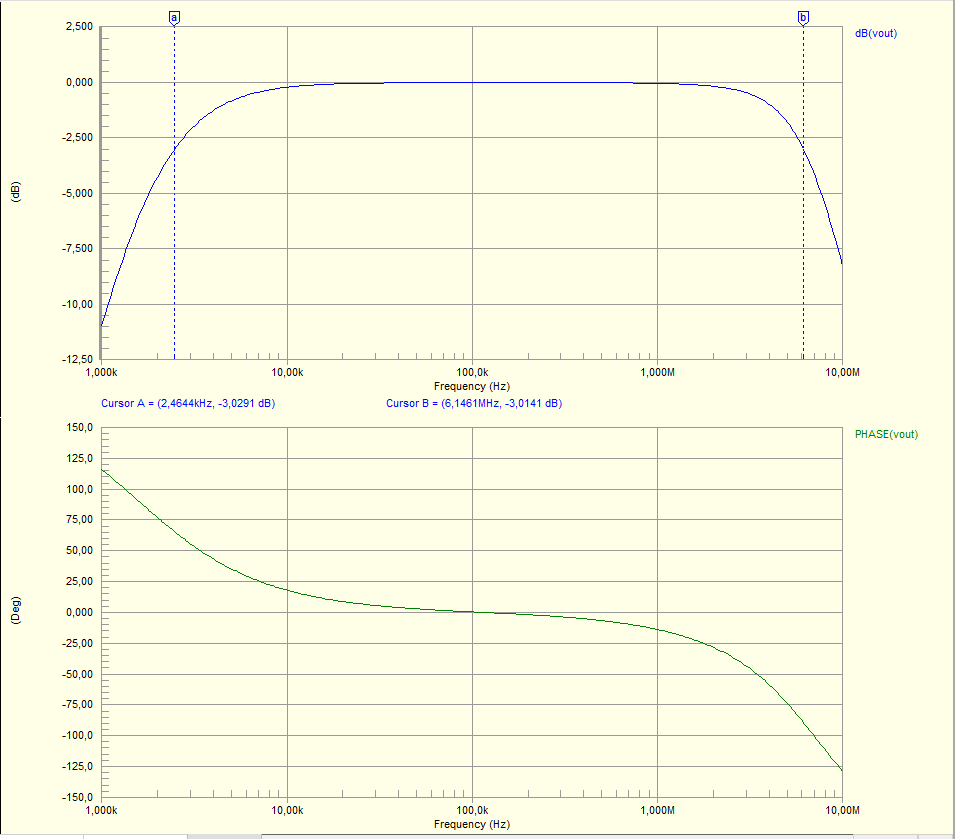 a b
2,500 dB(vout)
0,000
-2,500
(dB)
-5,000
-7,500
-10,00
-12,50
1,000k 10,00k 100,0k 1,000M 10,00M
Frequency (Hz)
Cursor A = (2,4644kHz, -3,0291 dB) Cursor B = (6,1461MHz, -3,0141 dB)
150,0 PHASE(vout)
125,0
100,0
75,00
50,00
25,00
(Deg)
0,000
-25,00
-50,00
-75,00
-100,0
-125,0
-150,0
1,000k 10,00k 100,0k 1,000M 10,00M
Frequency (Hz)